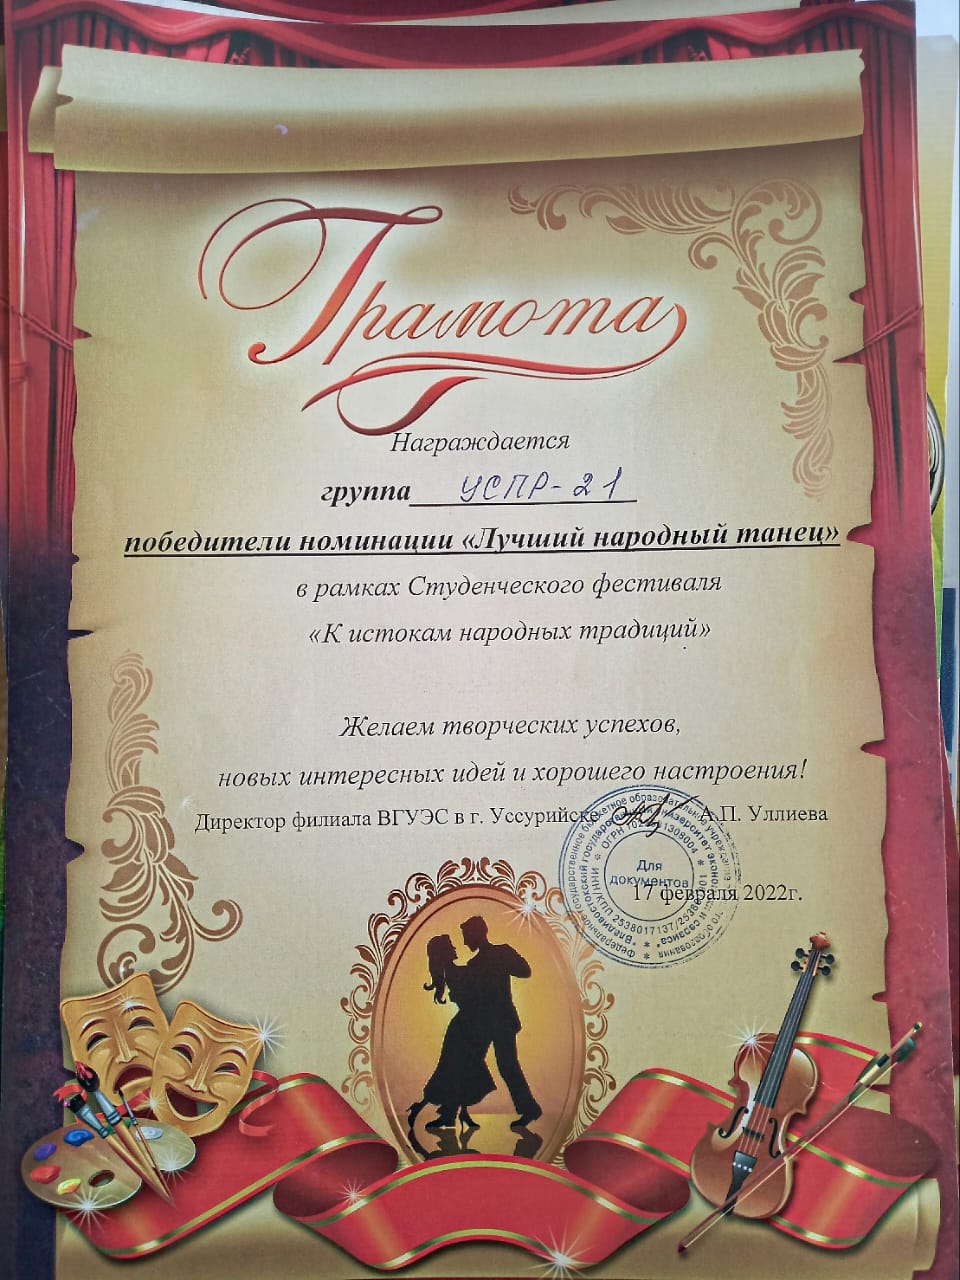 Грамота
Награждается
группа УСПР-21
победители номинации «Лучший народный танец»
в рамках Студенческого фестиваля
«К истокам народных традиций»
Желаем творческих успехов,
новых интересных идей и хорошего настроения!
Директор филиала ВГУЭС в г. Уссурийске А.П. Уллиева
Для
документов
17 февраля 2022г.